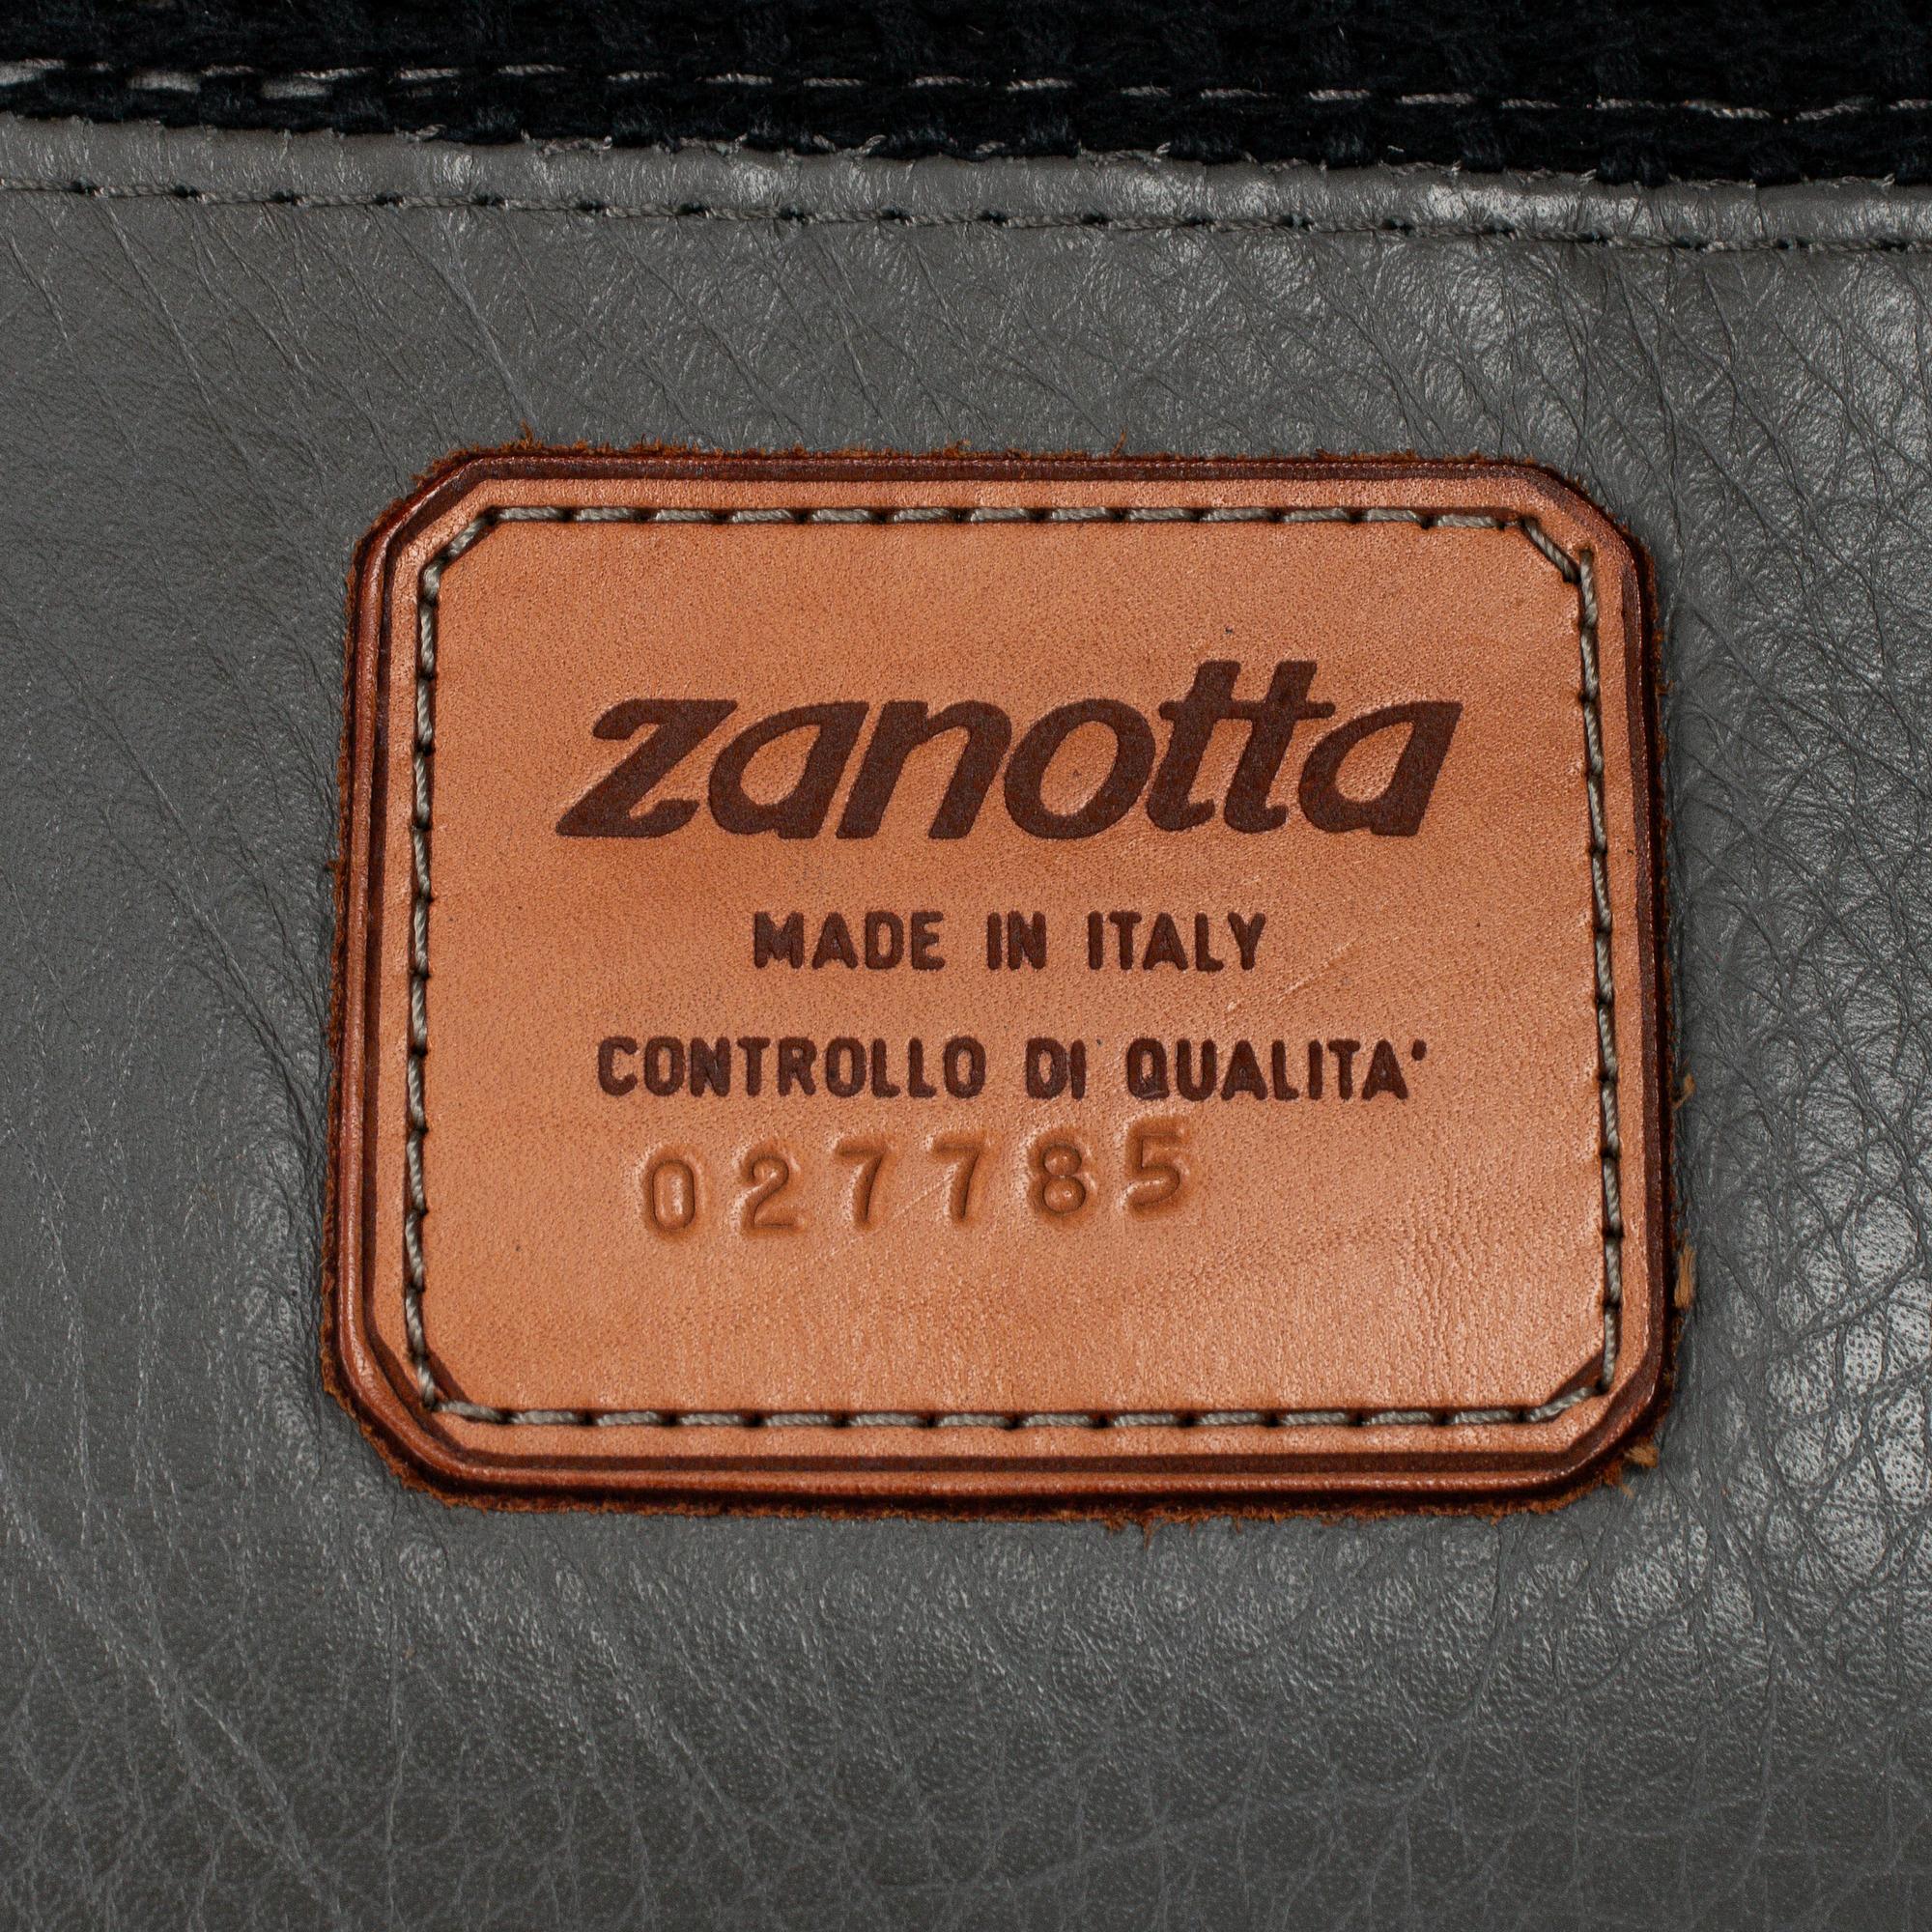 zanotta
MADE IN ITALY
CONTROLLO DI QUALITA'
027785